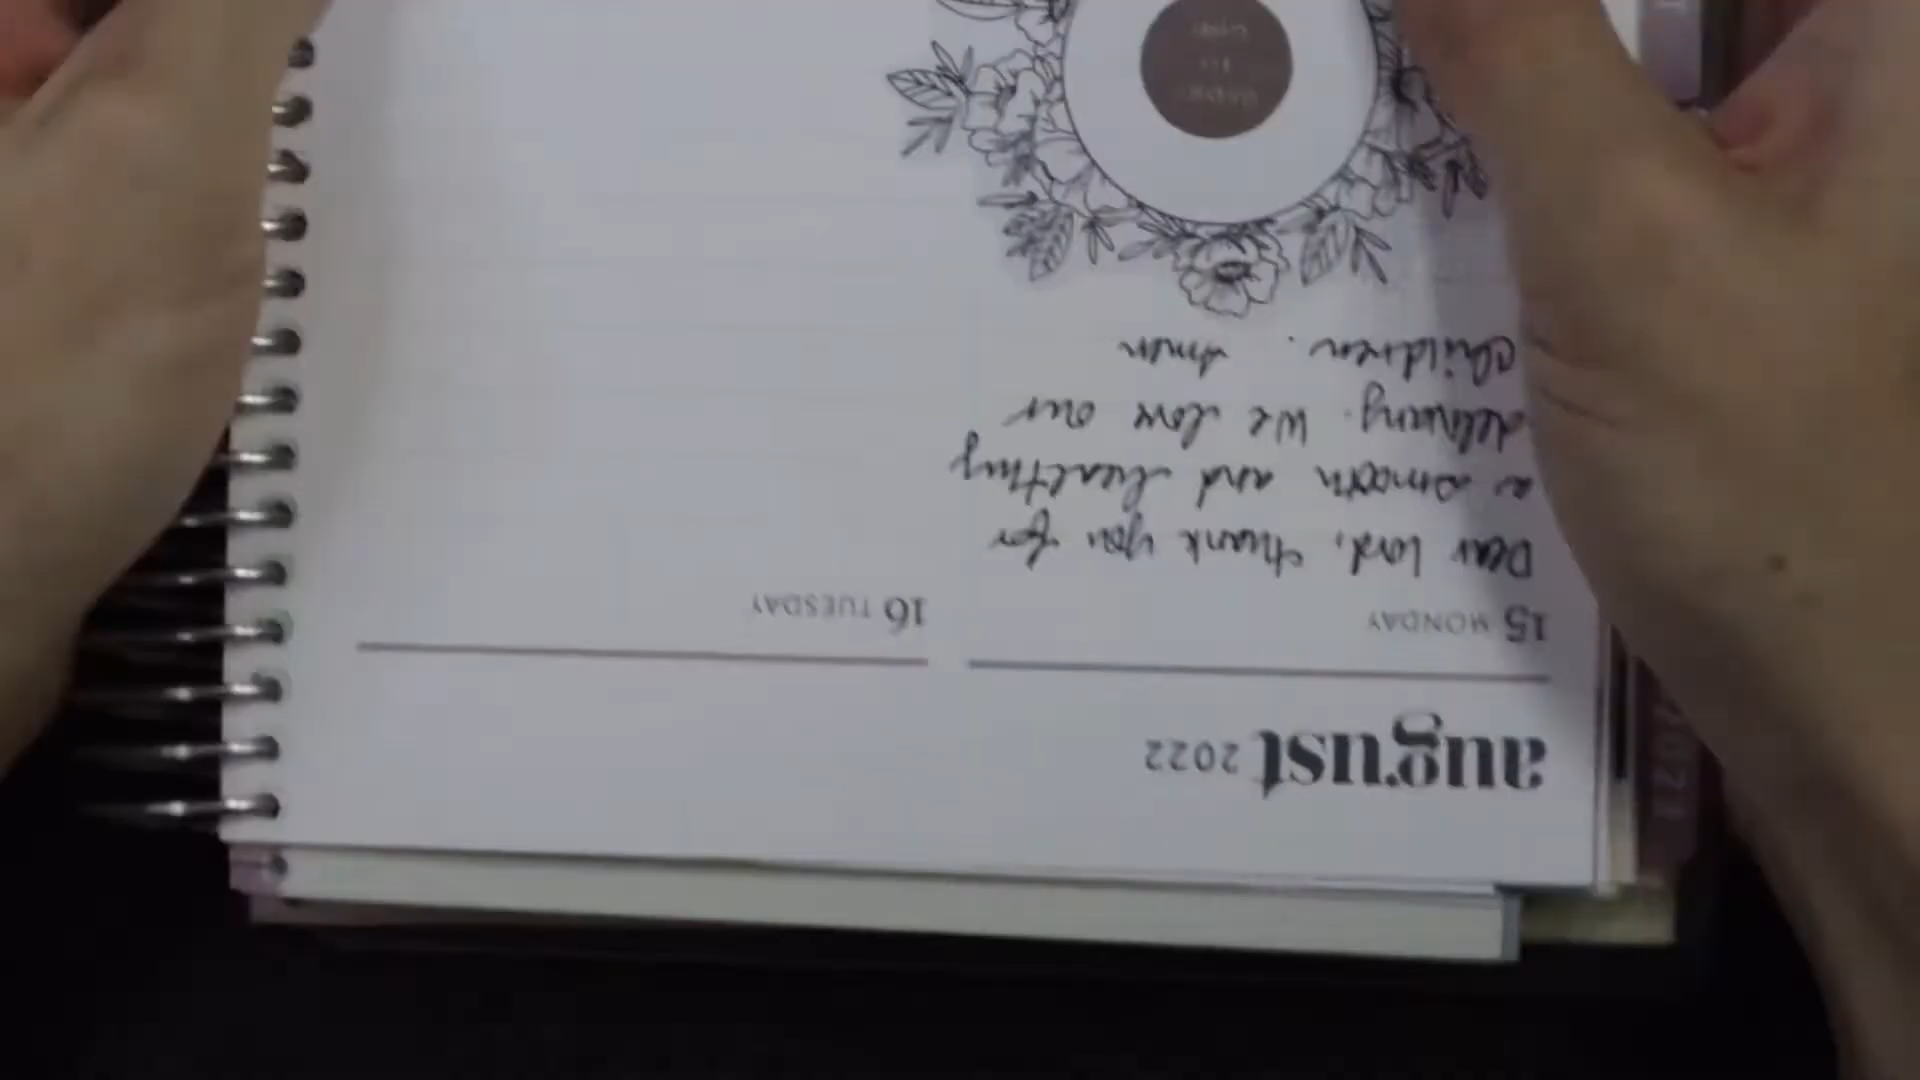 august 2022
15 MONDAY
16 TUESDAY
Dear Lord, thank you for
a smooth and healthy
delivery. We love our
children. Amen